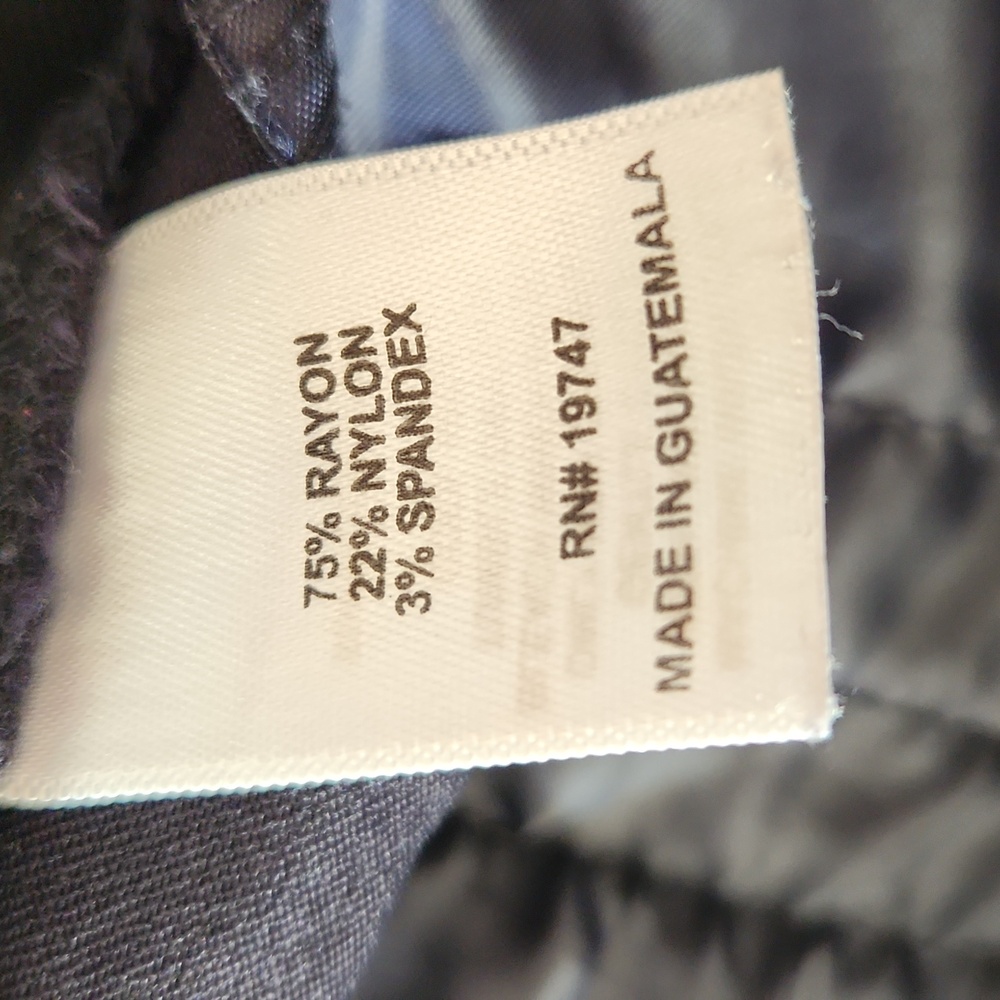 75% RAYON
22% NYLON
3% SPANDEX
RN# 19747
MADE IN GUATEMALA